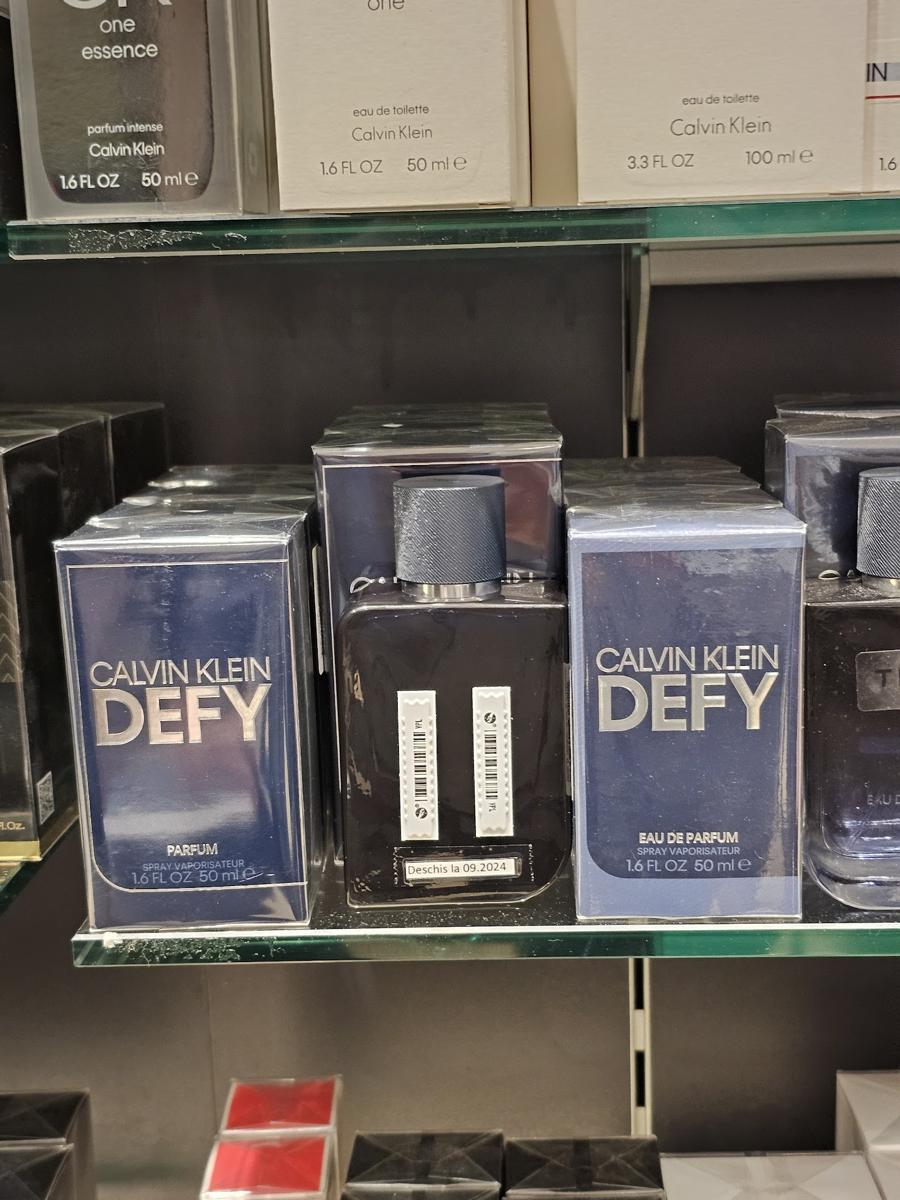 one
essence
parfum intense
Calvin Klein
1.6 FL OZ 50 ml e
one
eau de toilette
Calvin Klein
1.6 FL OZ 50 ml e
eau de toilette
Calvin Klein
3.3 FL OZ 100 ml e
IN
1.6
CALVIN KLEIN
DEFY
PARFUM
SPRAY VAPORISATEUR
1.6 FL OZ 50 ml e
Deschis la 09.2024
CALVIN KLEIN
DEFY
EAU DE PARFUM
SPRAY VAPORISATEUR
1.6 FL OZ 50 ml e